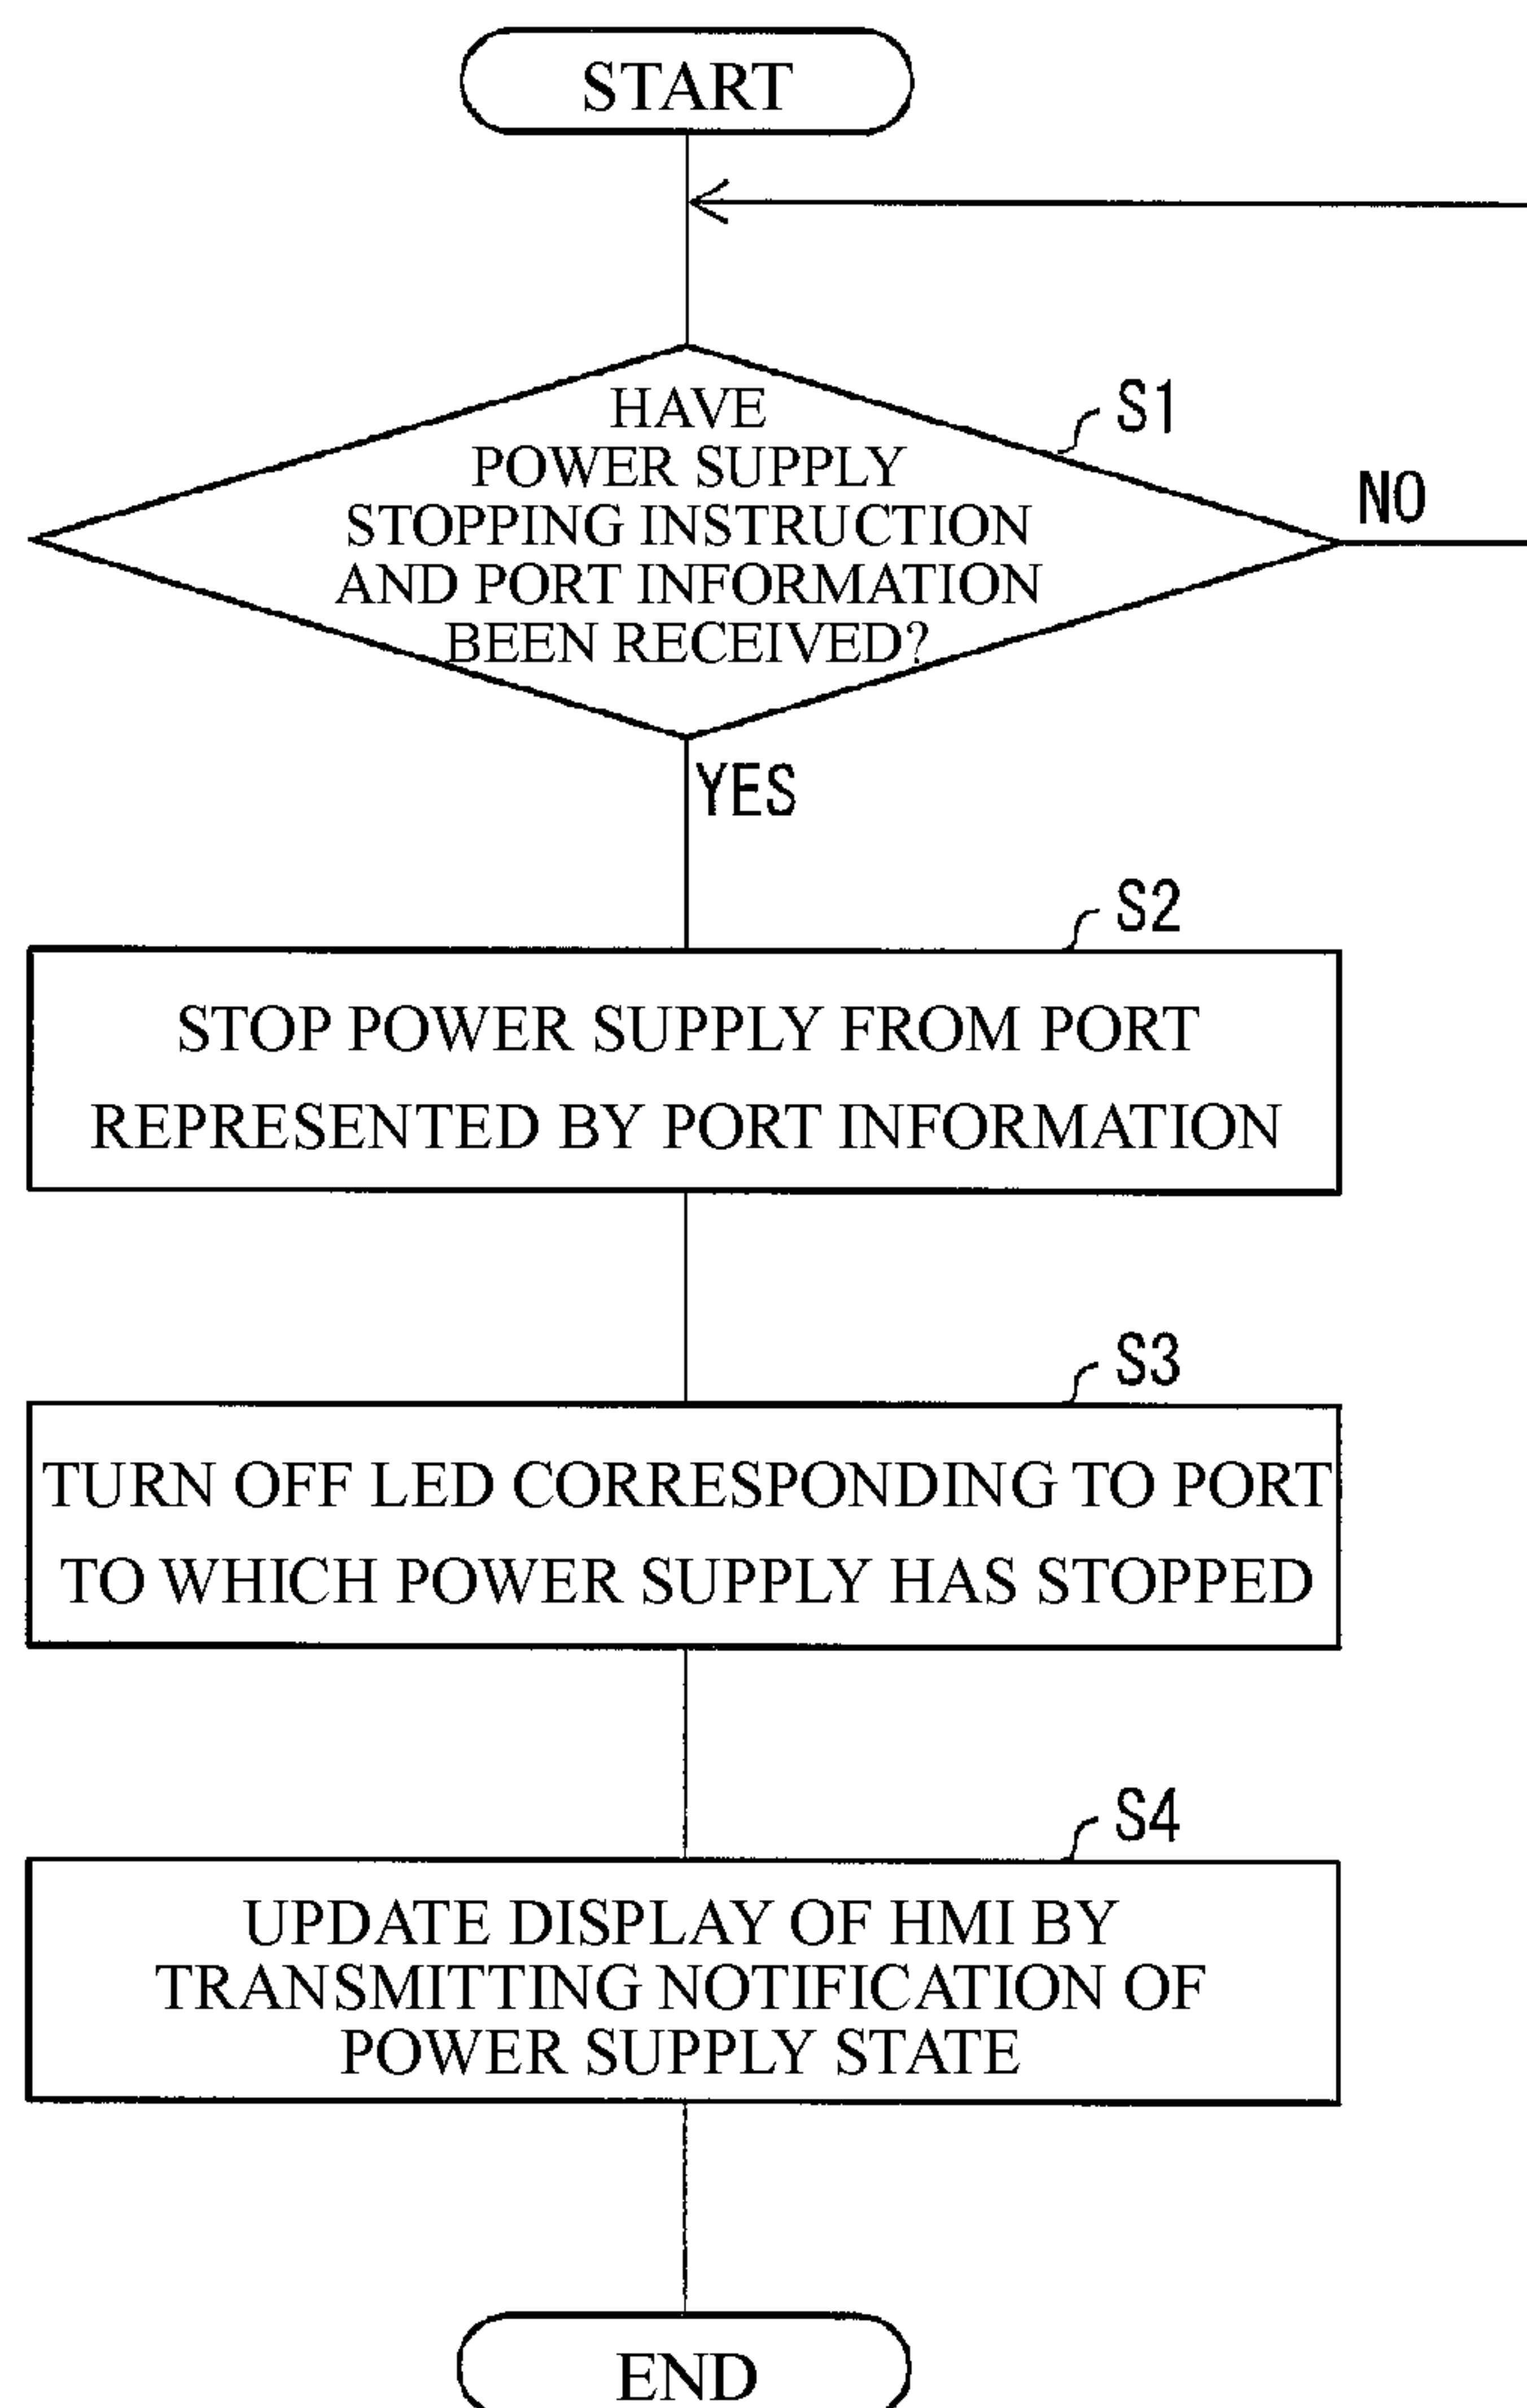 START
S1
HAVE
POWER SUPPLY
STOPPING INSTRUCTION
AND PORT INFORMATION
BEEN RECEIVED?
NO
YES
S2
STOP POWER SUPPLY FROM PORT
REPRESENTED BY PORT INFORMATION
S3
TURN OFF LED CORRESPONDING TO PORT
TO WHICH POWER SUPPLY HAS STOPPED
S4
UPDATE DISPLAY OF HMI BY
TRANSMITTING NOTIFICATION OF
POWER SUPPLY STATE
END